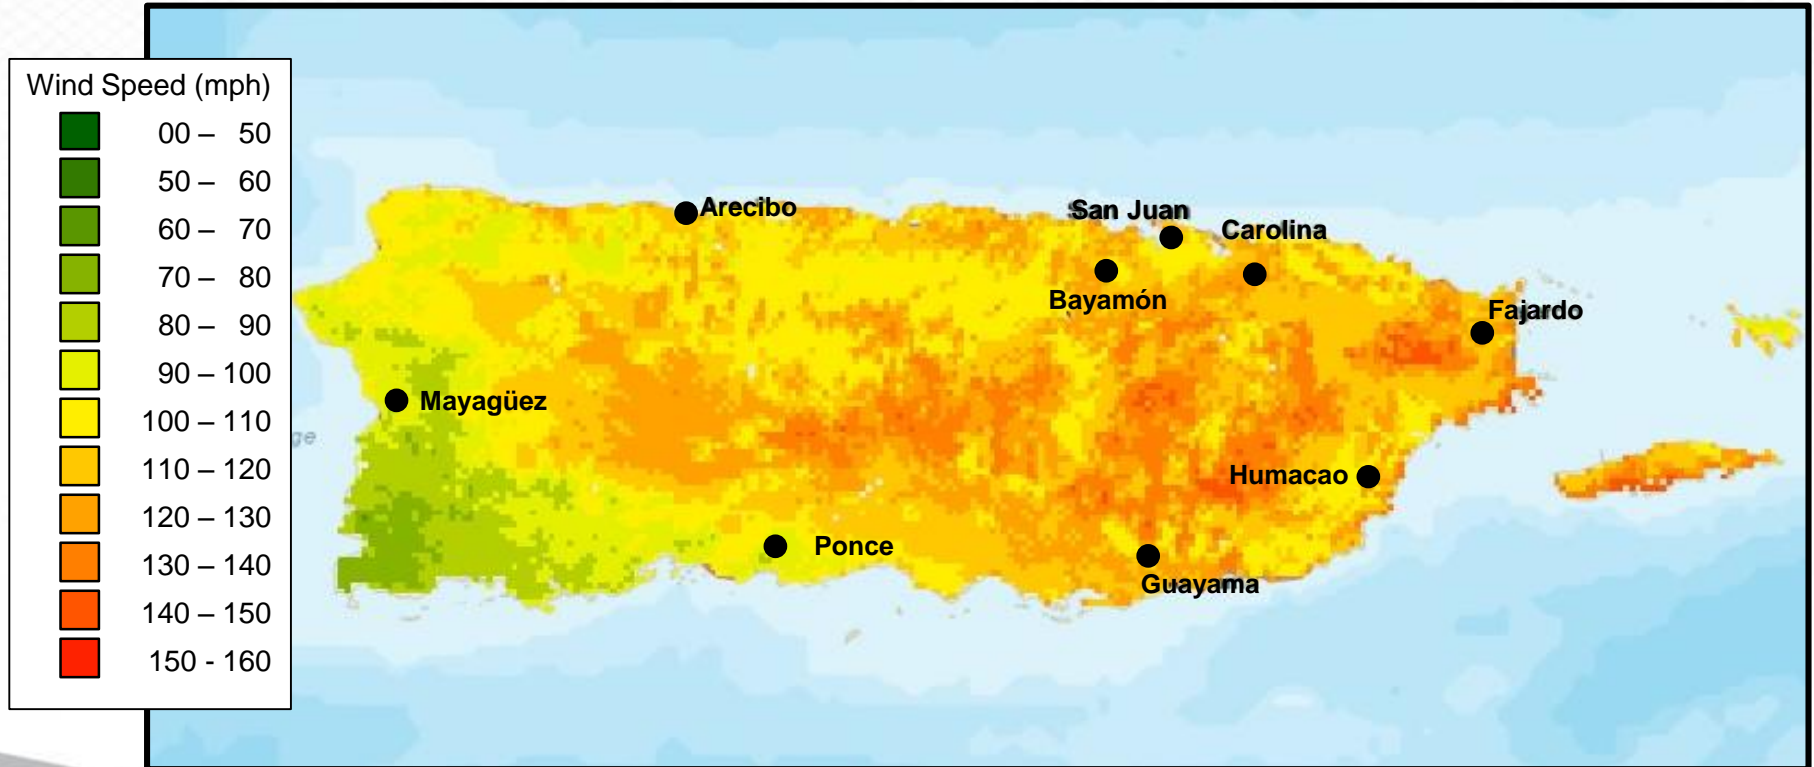 Wind Speed (mph)
00 – 50
50 – 60
60 – 70
70 – 80
80 – 90
90 – 100
100 – 110
110 – 120
120 – 130
130 – 140
140 – 150
150 - 160
Arecibo
San Juan
Carolina
Bayamón
Fajardo
Mayagüez
ge
Humacao
Ponce
Guayama